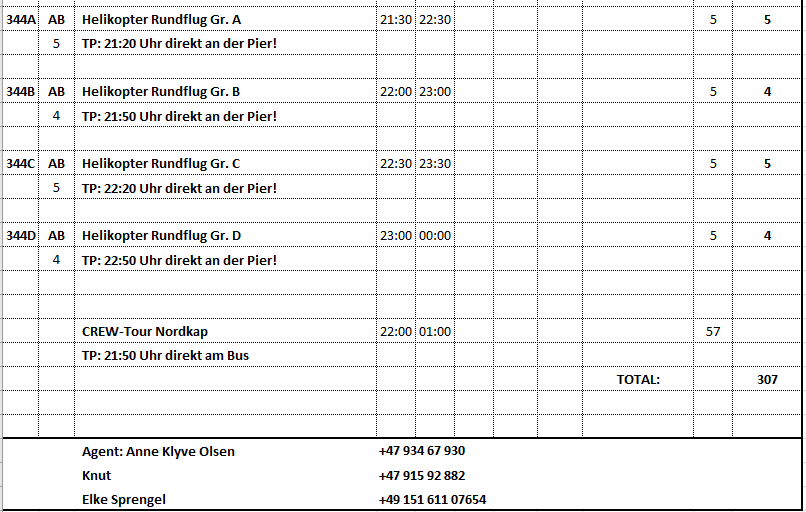 344A AB Helikopter Rundflug Gr. A 21:30 22:30 5 5
5 TP: 21:20 Uhr direkt an der Pier!
344B AB Helikopter Rundflug Gr. B 22:00 23:00 5 4
4 TP: 21:50 Uhr direkt an der Pier!
344C AB Helikopter Rundflug Gr. C 22:30 23:30 5 5
5 TP: 22:20 Uhr direkt an der Pier!
344D AB Helikopter Rundflug Gr. D 23:00 00:00 5 4
4 TP: 22:50 Uhr direkt an der Pier!
CREW-Tour Nordkap 22:00 01:00 57
TP: 21:50 Uhr direkt am Bus
TOTAL: 307
Agent: Anne Klyve Olsen +47 934 67 930
Knut +47 915 92 882
Elke Sprengel +49 151 611 07654